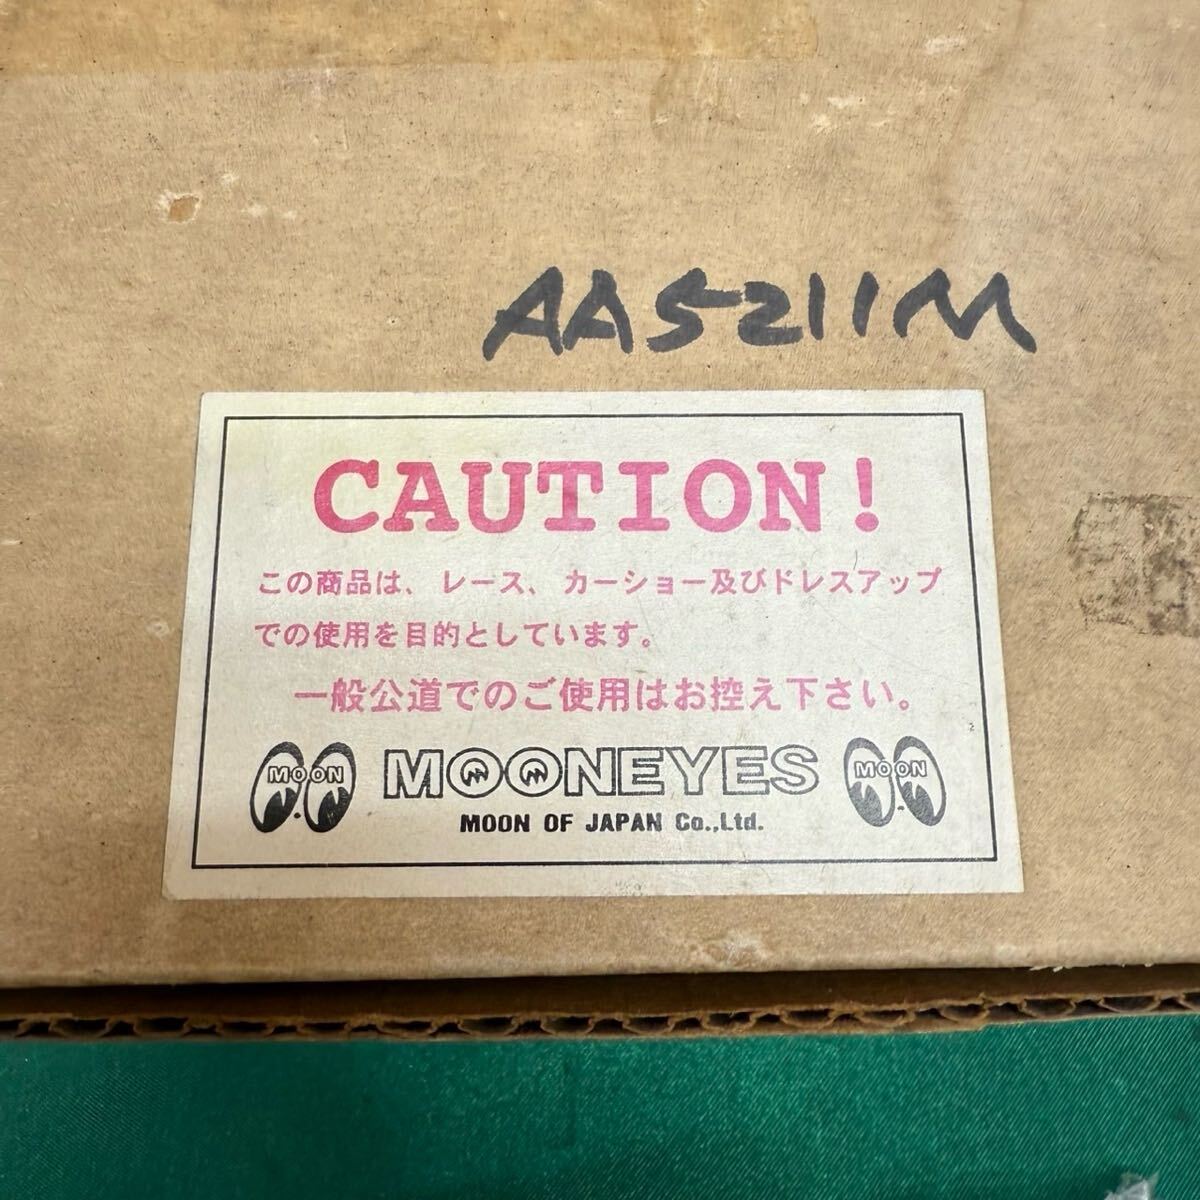 AA5211M
CAUTION!
この商品は、レース、カーショー及びドレスアップ
での使用を目的としています。
一般公道でのご使用はお控え下さい。
MOON MOONEYES MOON
MOON OF JAPAN Co.,Ltd.